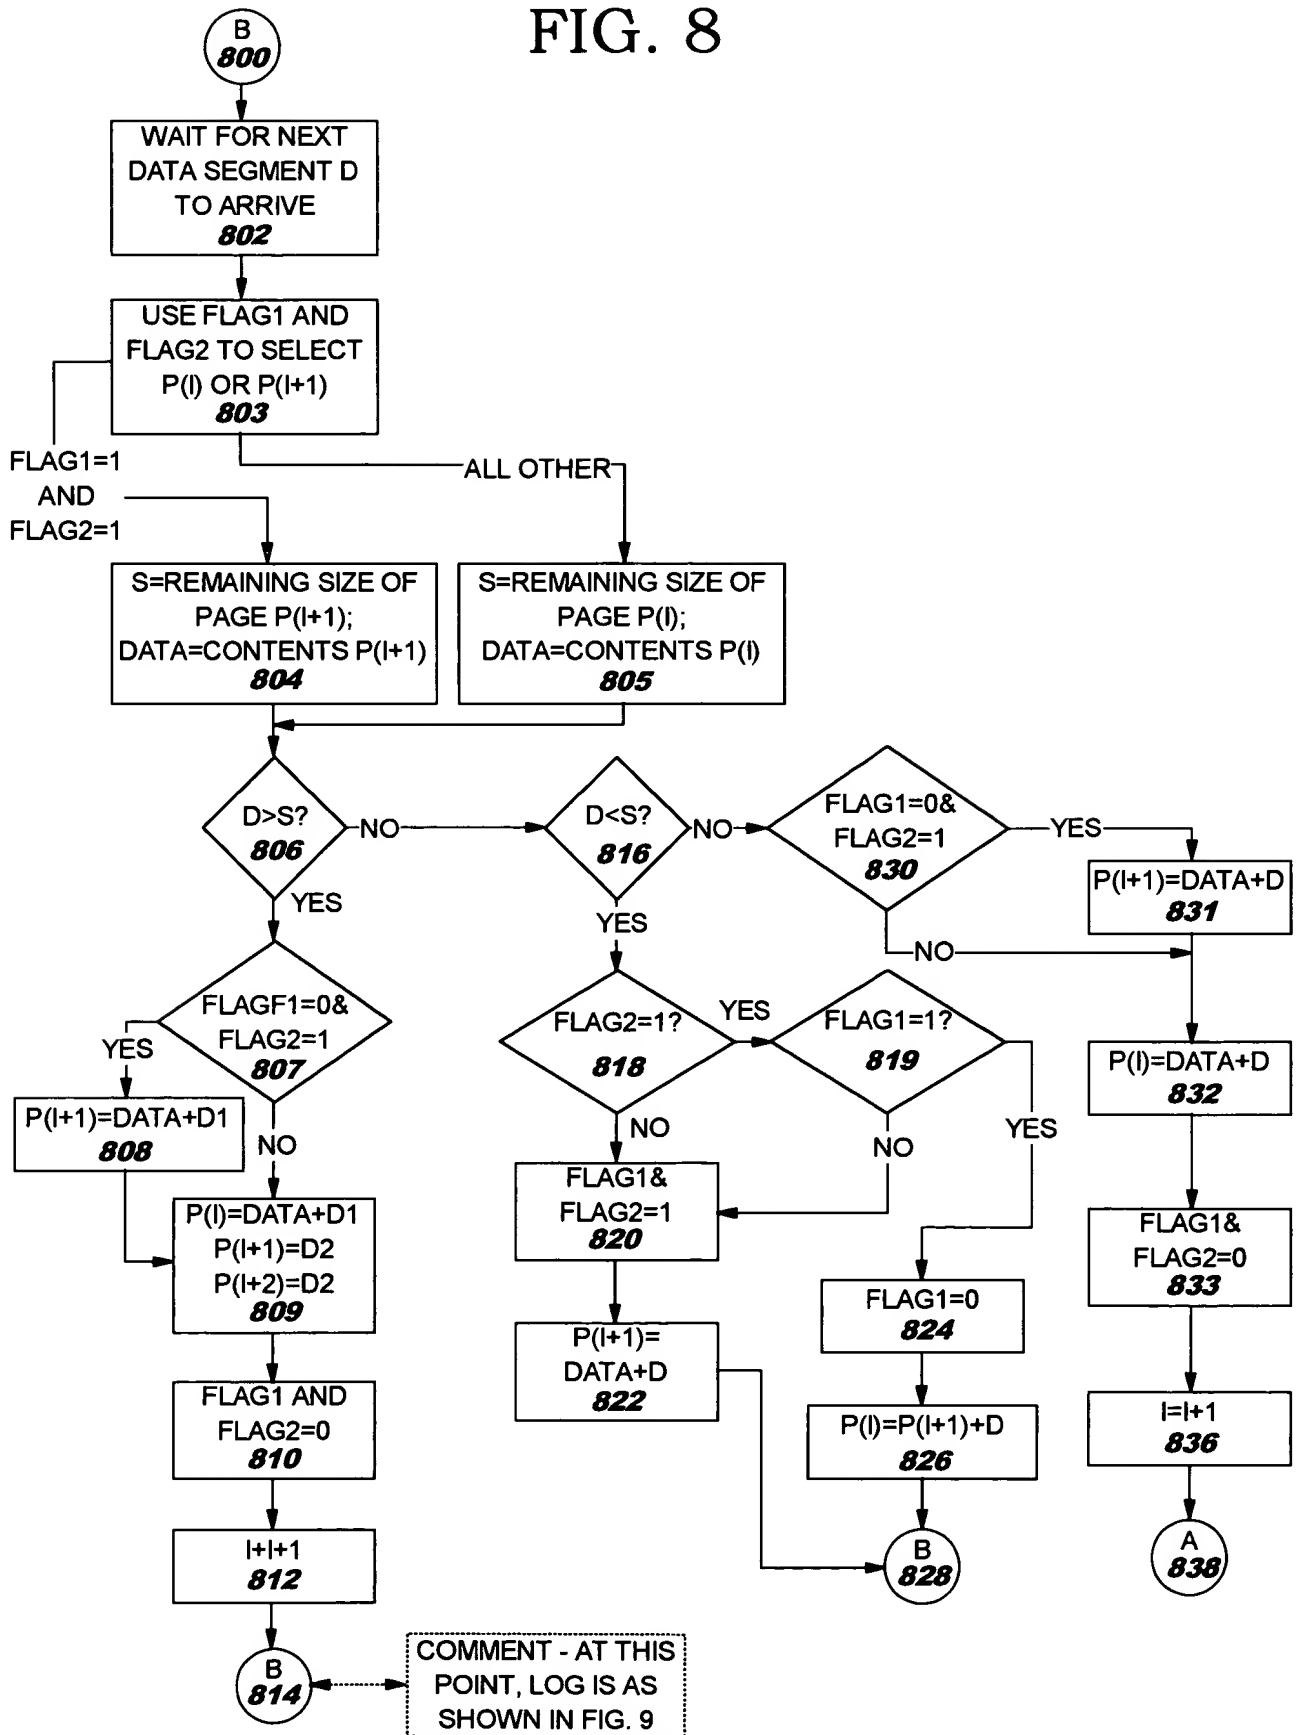 FIG. 8
B
800
WAIT FOR NEXT
DATA SEGMENT D
TO ARRIVE
802
USE FLAG1 AND
FLAG2 TO SELECT
P(I) OR P(I+1)
803
FLAG1=1
AND
FLAG2=1
ALL OTHER
S=REMAINING SIZE OF
PAGE P(I+1);
DATA=CONTENTS P(I+1)
804
S=REMAINING SIZE OF
PAGE P(I);
DATA=CONTENTS P(I)
805
D>S?
806
NO
D<S?
816
NO
FLAG1=0&
FLAG2=1
830
YES
P(I+1)=DATA+D
831
NO
YES
FLAGF1=0&
FLAG2=1
807
YES
P(I+1)=DATA+D1
808
NO
P(I)=DATA+D1
P(I+1)=D2
P(I+2)=D2
809
FLAG1 AND
FLAG2=0
810
I+I+1
812
B
814
COMMENT - AT THIS
POINT, LOG IS AS
SHOWN IN FIG. 9
YES
FLAG2=1?
818
YES
FLAG1=1?
819
NO
NO
YES
FLAG1&
FLAG2=1
820
P(I+1)=
DATA+D
822
FLAG1=0
824
P(I)=P(I+1)+D
826
B
828
P(I)=DATA+D
832
FLAG1&
FLAG2=0
833
I=I+1
836
A
838